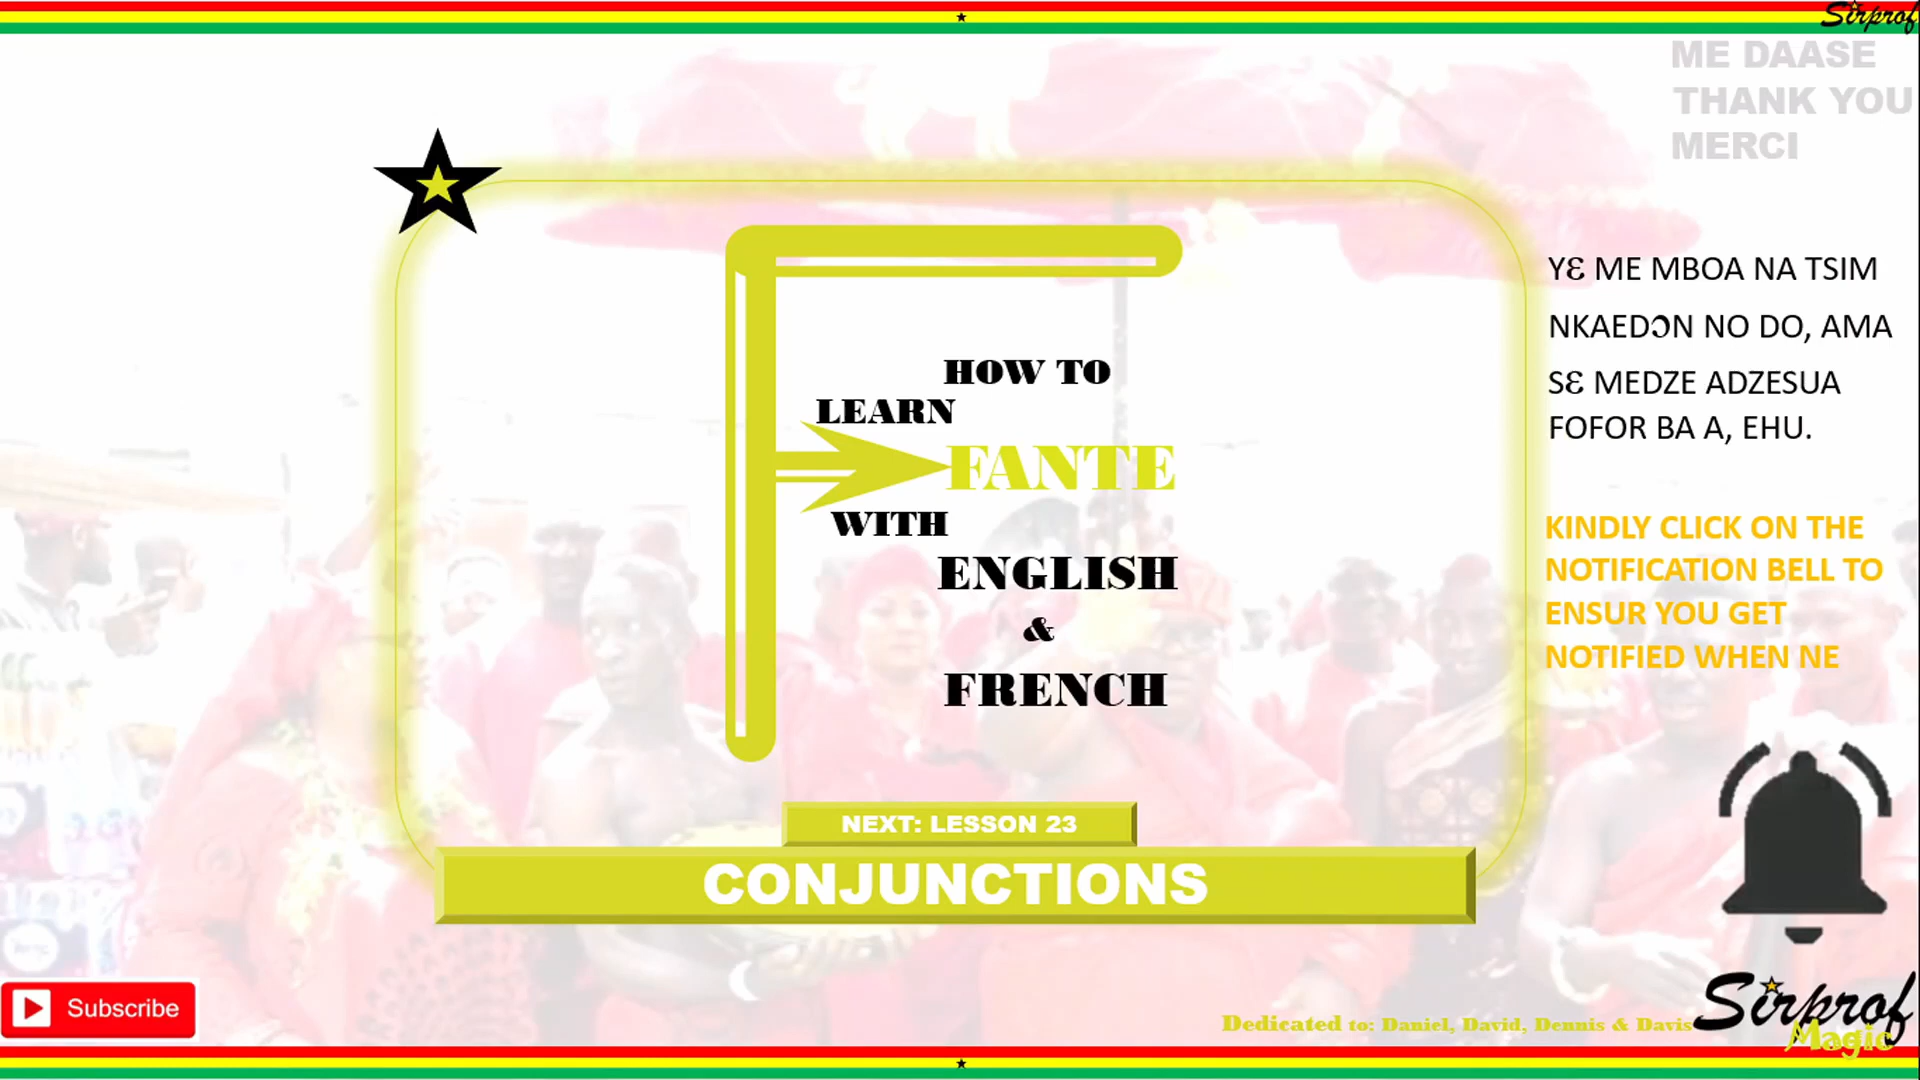 Sirprof
ME DAASE
THANK YOU
MERCI
HOW TO
LEARN
FANTE
WITH
ENGLISH
&
FRENCH
YƐ ME MBOA NA TSIM
NKAEDƆN NO DO, AMA
SƐ MEDZE ADZESUA
FOFOR BA A, EHU.
KINDLY CLICK ON THE
NOTIFICATION BELL TO
ENSUR YOU GET
NOTIFIED WHEN NE
NEXT: LESSON 23
CONJUNCTIONS
Subscribe
Dedicated to: Daniel, David, Dennis & Davis
Sirprof
Magic